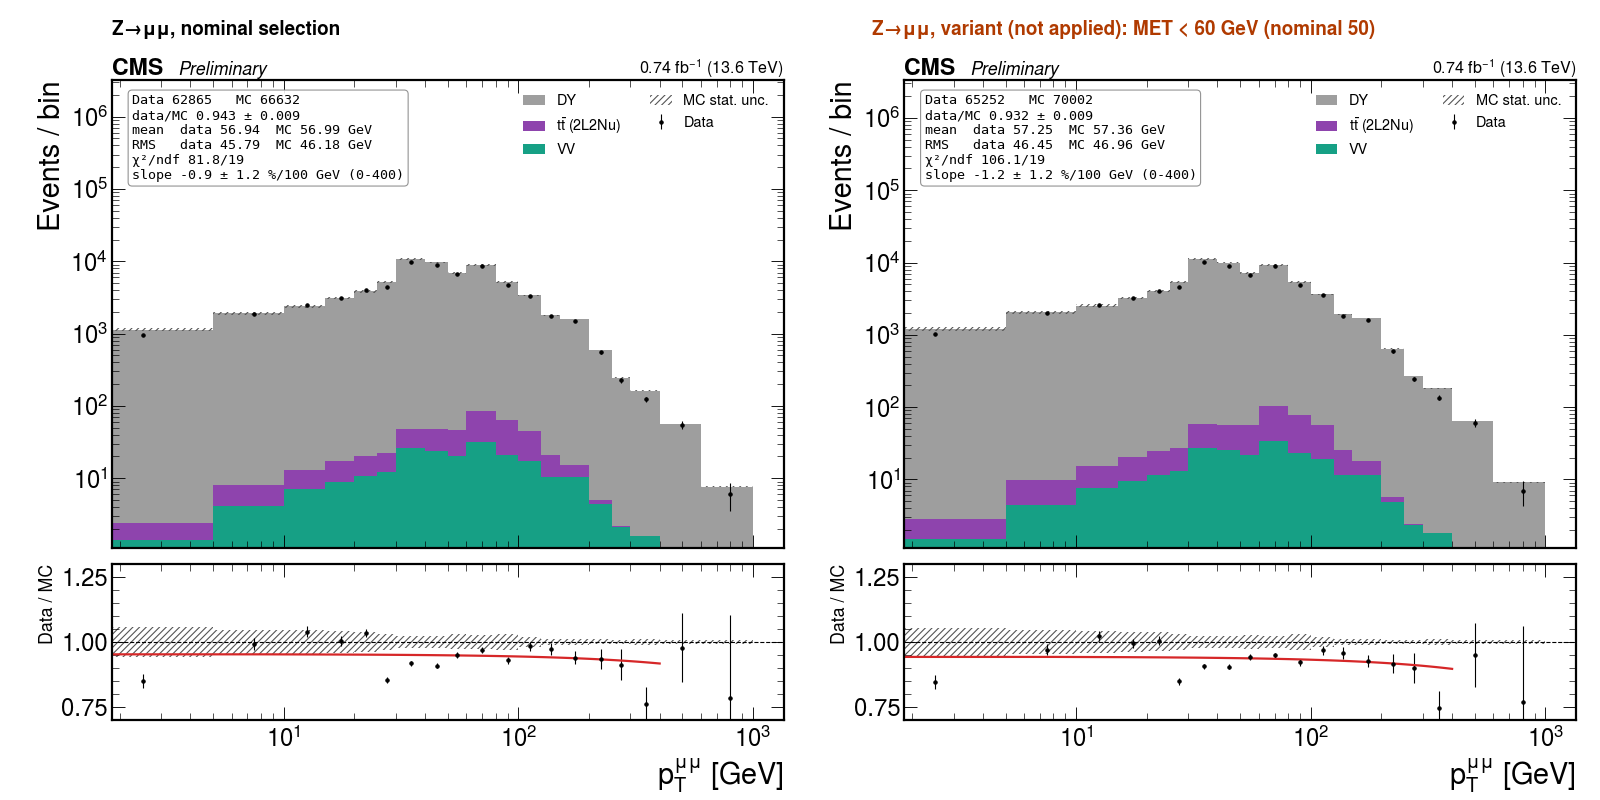 Z→μμ, nominal selection
CMS Preliminary 0.74 fb⁻¹ (13.6 TeV)
Events / bin
10⁶
10⁵
10⁴
10³
10²
10¹
Data 62865 MC 66632
data/MC 0.943 ± 0.009
mean data 56.94 MC 56.99 GeV
RMS data 45.79 MC 46.18 GeV
χ²/ndf 81.8/19
slope -0.9 ± 1.2 %/100 GeV (0-400)
DY
tt̄ (2L2Nu)
VV
MC stat. unc.
Data
Data / MC
1.25
1.00
0.75
10¹ 10² 10³
p_T^μμ [GeV]
Z→μμ, variant (not applied): MET < 60 GeV (nominal 50)
CMS Preliminary 0.74 fb⁻¹ (13.6 TeV)
Events / bin
10⁶
10⁵
10⁴
10³
10²
10¹
Data 65252 MC 70002
data/MC 0.932 ± 0.009
mean data 57.25 MC 57.36 GeV
RMS data 46.45 MC 46.96 GeV
χ²/ndf 106.1/19
slope -1.2 ± 1.2 %/100 GeV (0-400)
DY
tt̄ (2L2Nu)
VV
MC stat. unc.
Data
Data / MC
1.25
1.00
0.75
10¹ 10² 10³
p_T^μμ [GeV]